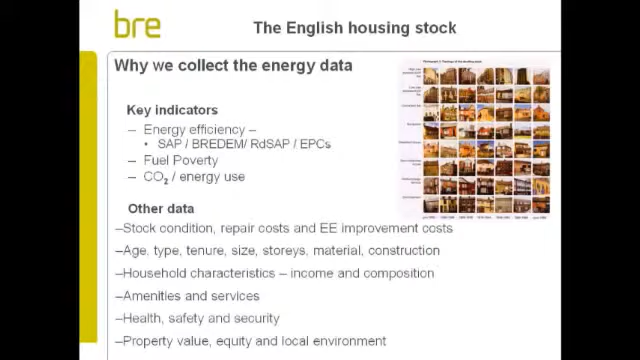 bre
The English housing stock
Why we collect the energy data
Key indicators
– Energy efficiency –
• SAP / BREDEM/ RdSAP / EPCs
– Fuel Poverty
– CO₂ / energy use
Other data
–Stock condition, repair costs and EE improvement costs
–Age, type, tenure, size, storeys, material, construction
–Household characteristics – income and composition
–Amenities and services
–Health, safety and security
–Property value, equity and local environment